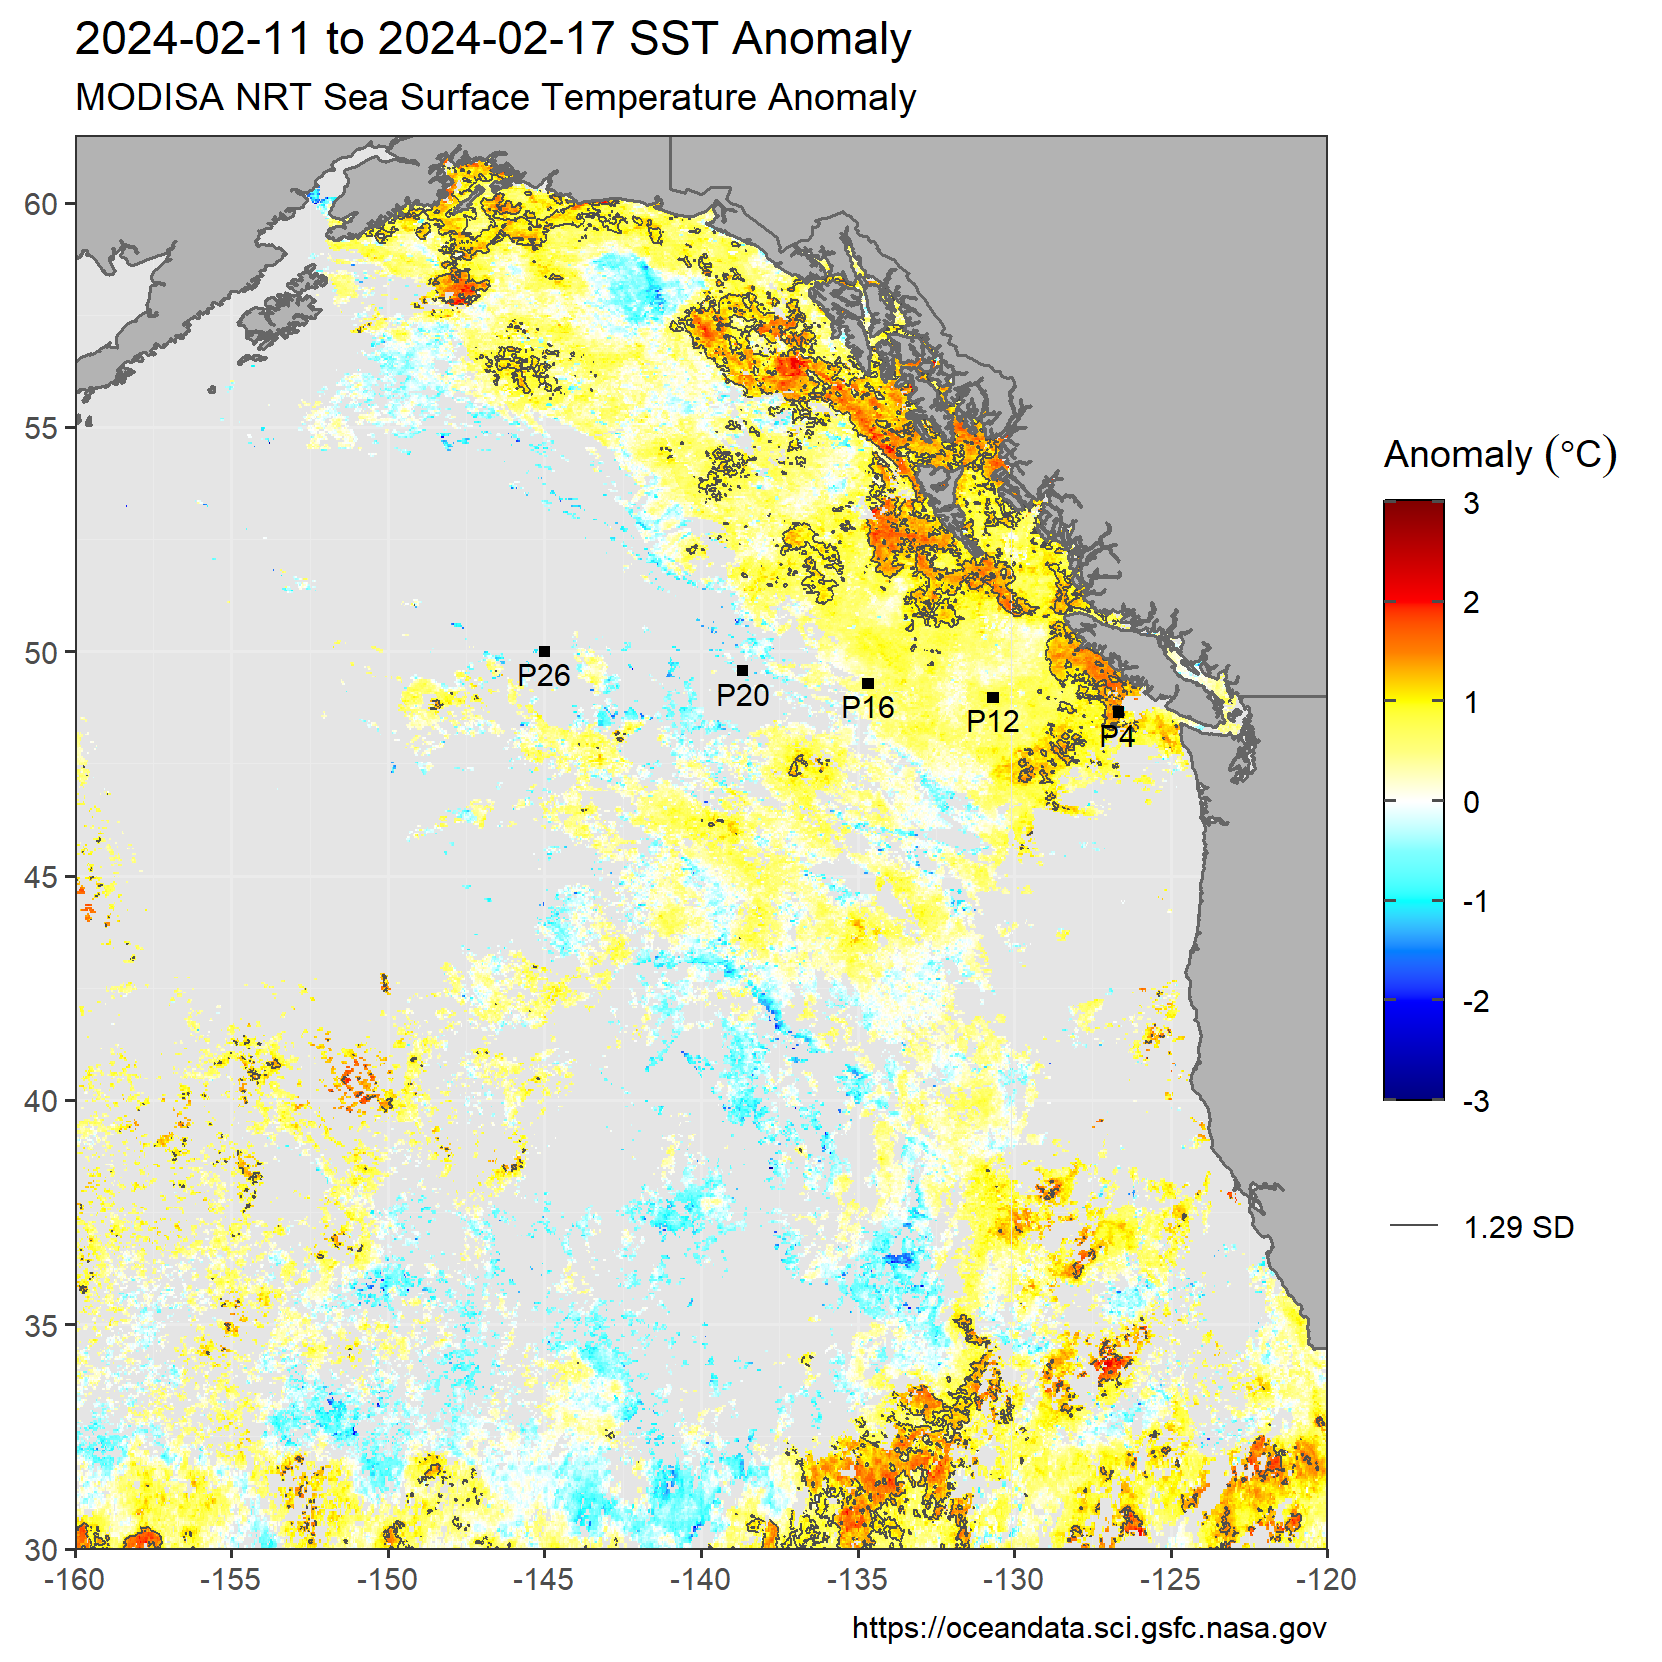 2024-02-11 to 2024-02-17 SST Anomaly
MODISA NRT Sea Surface Temperature Anomaly
60
55
50
45
40
35
30
-160
-155
-150
-145
-140
-135
-130
-125
-120
P26
P20
P16
P12
P4
Anomaly (°C)
3
2
1
0
-1
-2
-3
1.29 SD
https://oceandata.sci.gsfc.nasa.gov